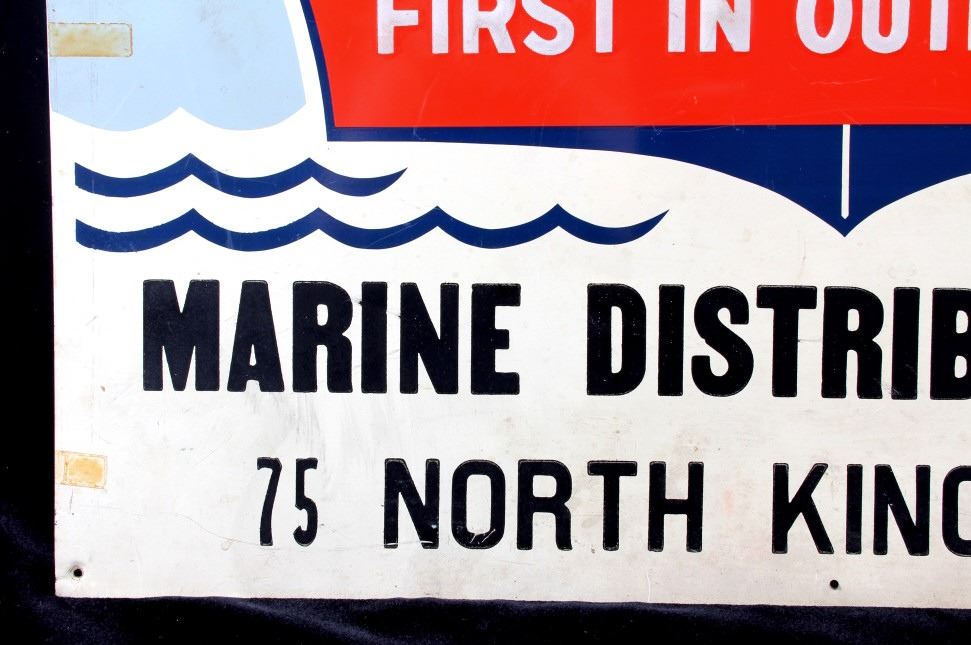 FIRST IN OUT
MARINE DISTRIB
75 NORTH KING